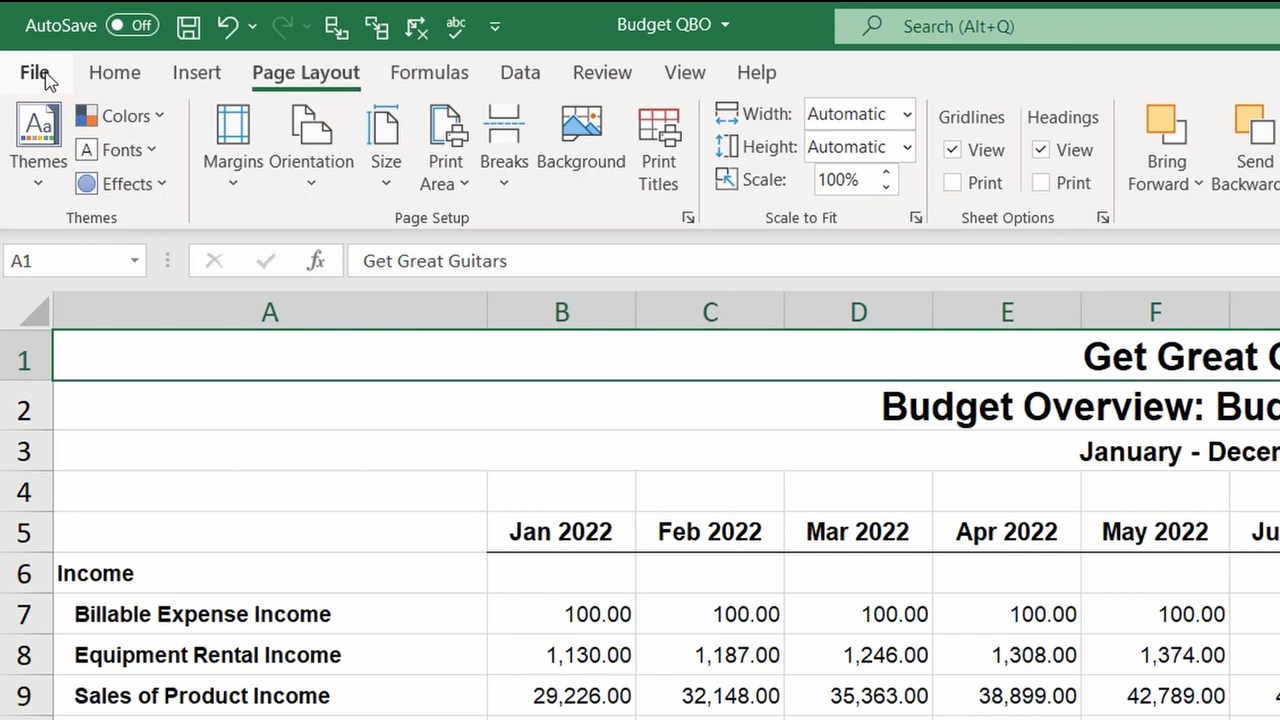 AutoSave Off abc Budget QBO Search (Alt+Q)
File Home Insert Page Layout Formulas Data Review View Help
Aa Colors Width: Automatic Gridlines Headings
A Fonts Height: Automatic View View
Themes Margins Orientation Size Print Breaks Background Print Bring Send
Effects Area Titles Scale: 100% Print Print Forward Backward
Themes Page Setup Scale to Fit Sheet Options
A1 fx Get Great Guitars
A B C D E F
1 Get Great
2 Budget Overview:
3 January -
4
5 Jan 2022 Feb 2022 Mar 2022 Apr 2022 May 2022
6 Income
7 Billable Expense Income 100.00 100.00 100.00 100.00 100.00
8 Equipment Rental Income 1,130.00 1,187.00 1,246.00 1,308.00 1,374.00
9 Sales of Product Income 29,226.00 32,148.00 35,363.00 38,899.00 42,789.00